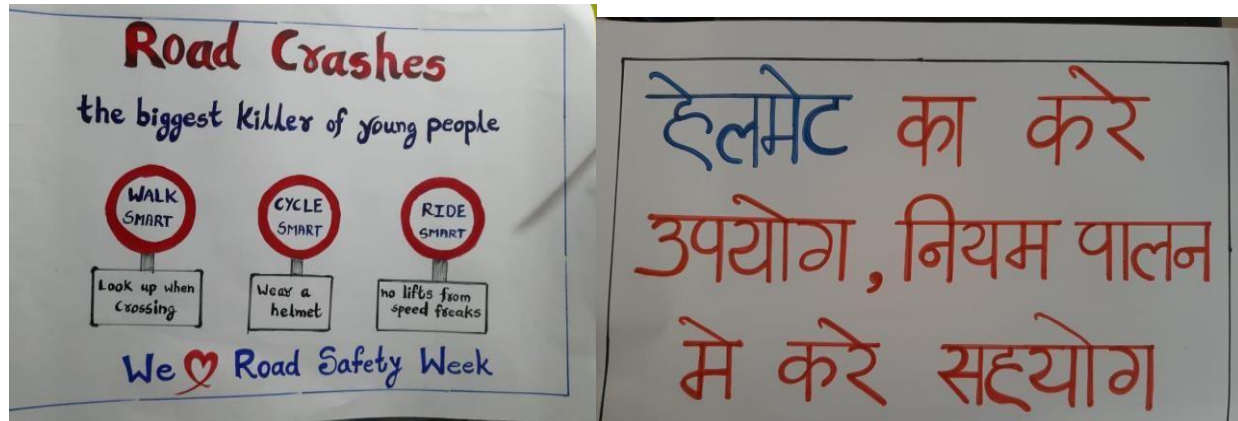 Road Crashes
the biggest killer of young people
WALK
SMART
Look up when
Crossing
CYCLE
SMART
Wear a
helmet
RIDE
SMART
no lifts from
speed freaks
We ❤ Road Safety Week
हेलमेट का करे
उपयोग, नियम पालन
मे करे सहयोग